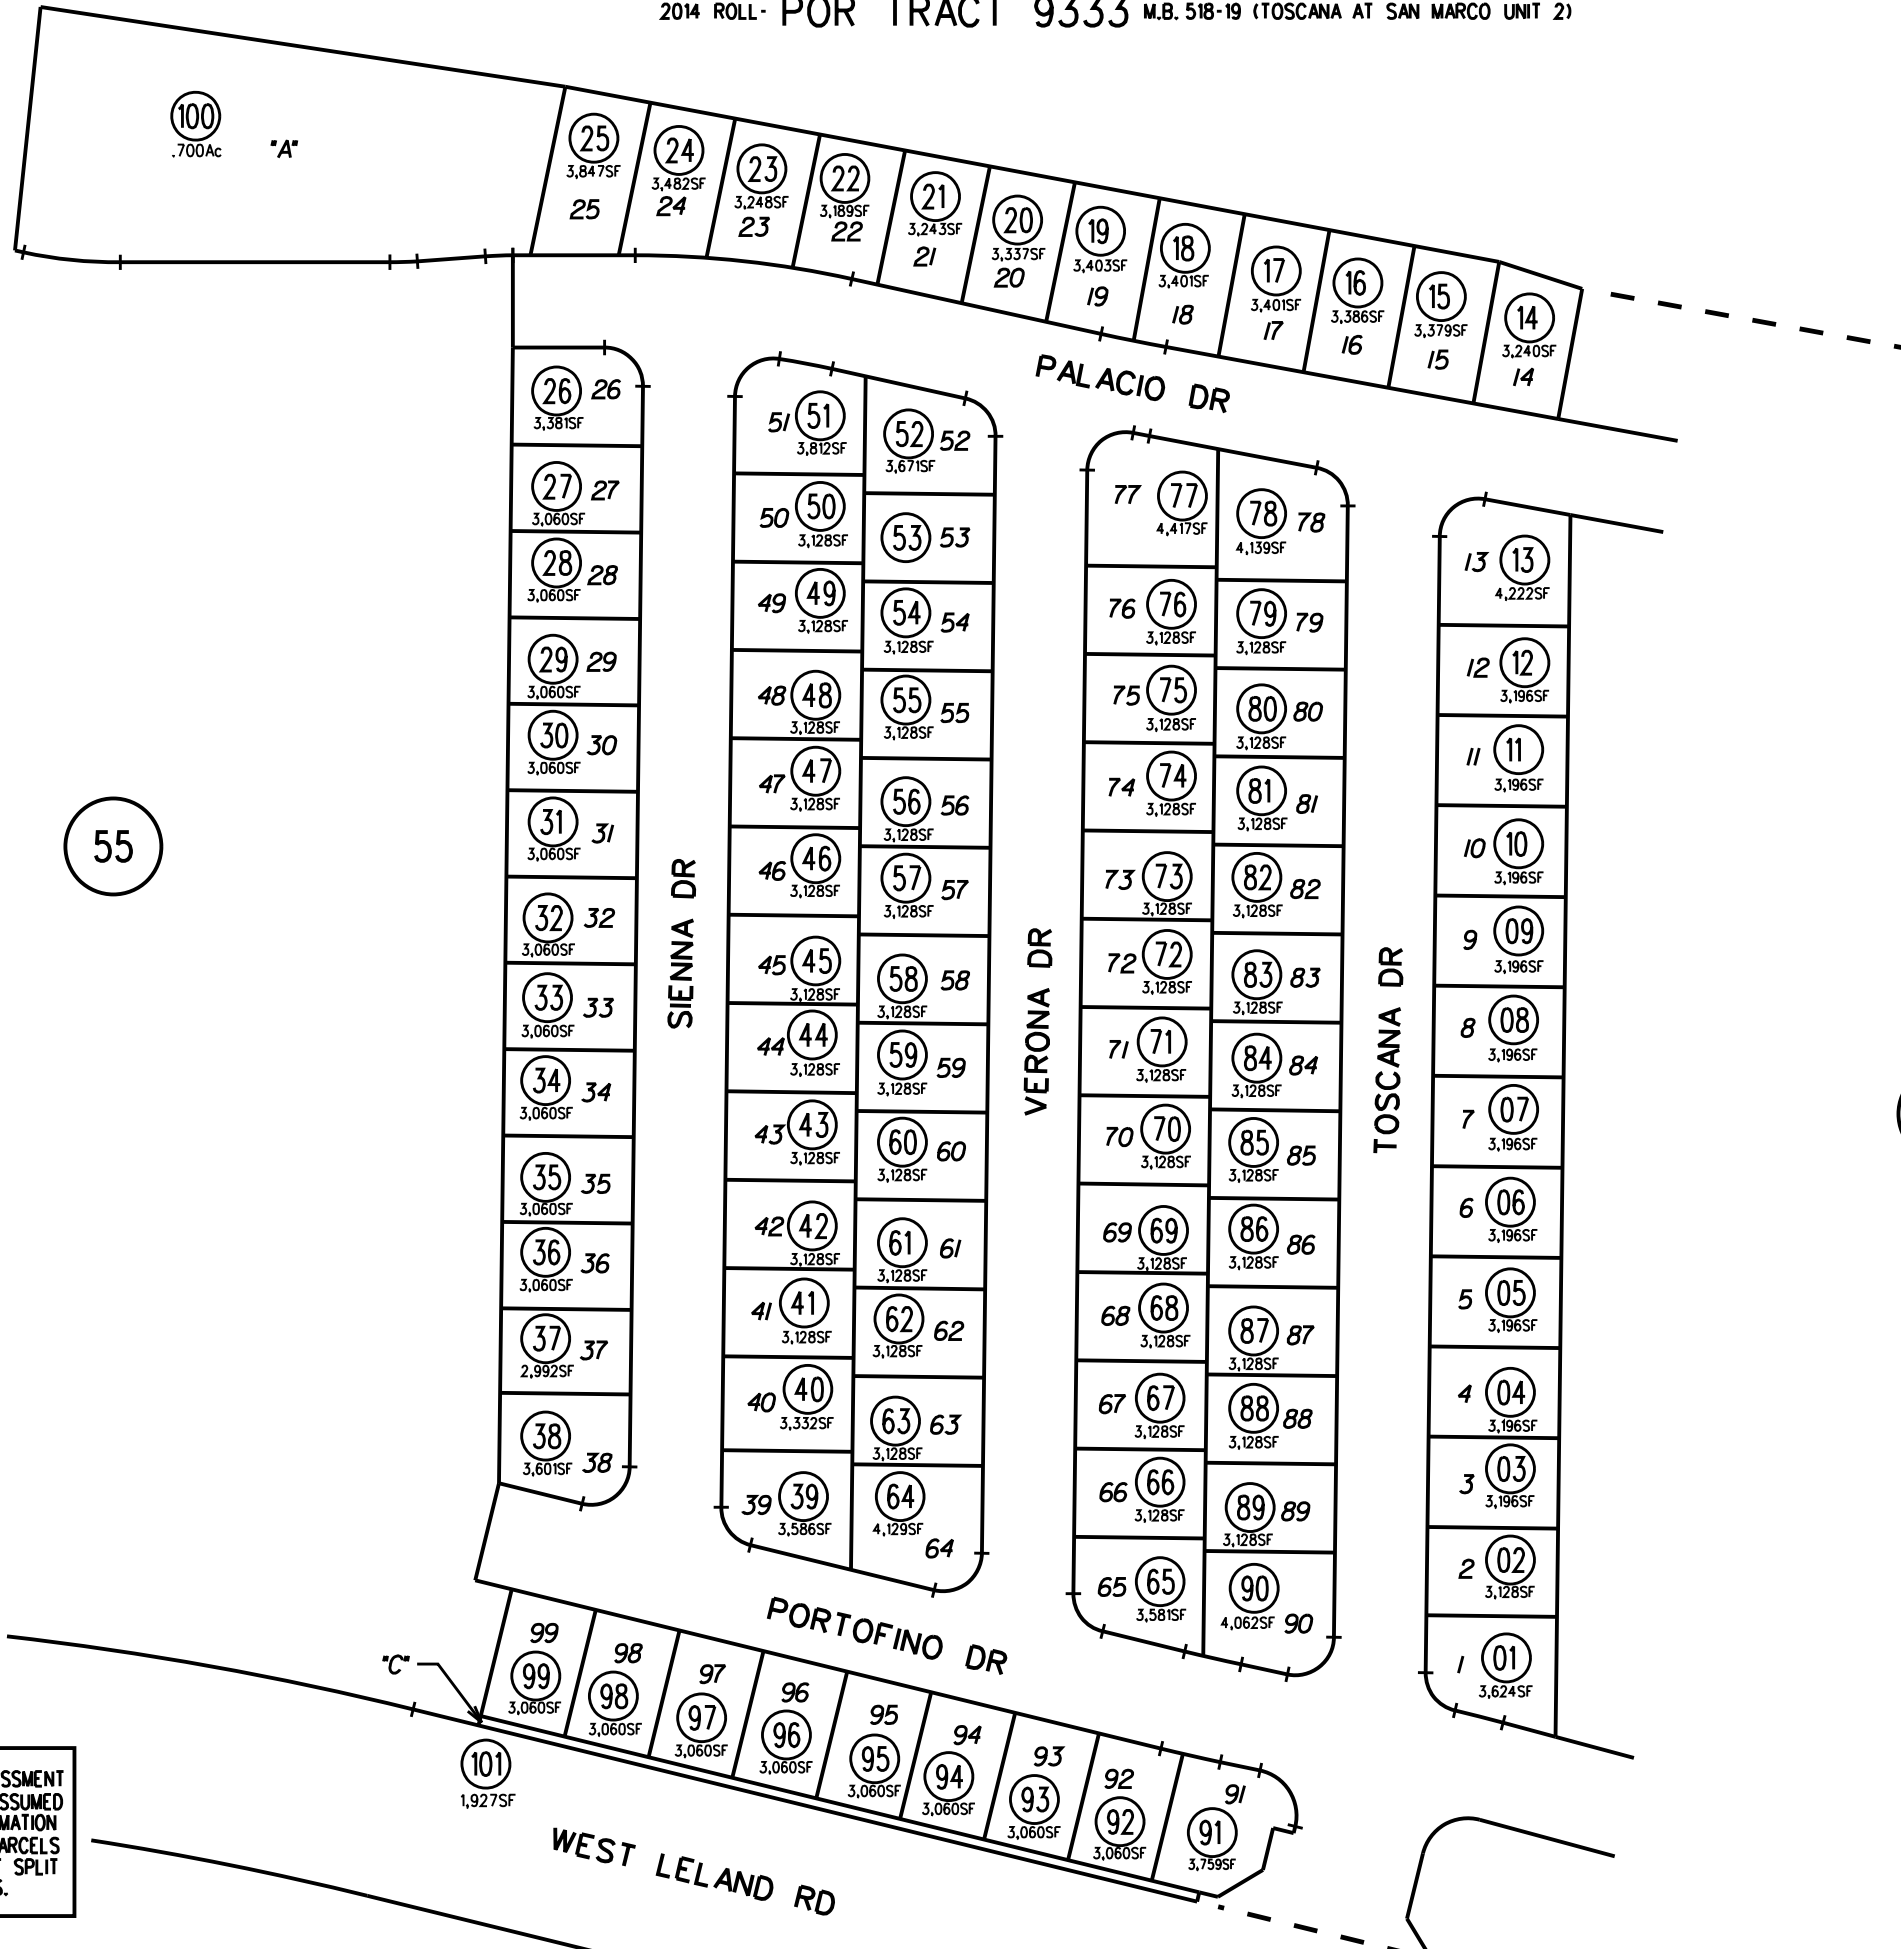 2014 ROLL- POR TRACT 9333 M.B. 518-19 (TOSCANA AT SAN MARCO UNIT 2)
100
.700Ac
"A"
25
3,847SF
25
24
3,482SF
24
23
3,248SF
23
22
3,189SF
22
21
3,243SF
21
20
3,337SF
20
19
3,403SF
19
18
3,401SF
18
17
3,401SF
17
16
3,386SF
16
15
3,379SF
15
14
3,240SF
14
PALACIO DR
26 26
3,381SF
27 27
3,060SF
28 28
3,060SF
29 29
3,060SF
30 30
3,060SF
31 31
3,060SF
32 32
3,060SF
33 33
3,060SF
34 34
3,060SF
35 35
3,060SF
36 36
3,060SF
37 37
2,992SF
38 38
3,601SF
55
SIENNA DR
51 51
3,812SF
50 50
3,128SF
49 49
3,128SF
48 48
3,128SF
47 47
3,128SF
46 46
3,128SF
45 45
3,128SF
44 44
3,128SF
43 43
3,128SF
42 42
3,128SF
41 41
3,128SF
40 40
3,332SF
39 39
3,586SF
52 52
3,671SF
53 53
54 54
3,128SF
55 55
3,128SF
56 56
3,128SF
57 57
3,128SF
58 58
3,128SF
59 59
3,128SF
60 60
3,128SF
61 61
3,128SF
62 62
3,128SF
63 63
3,128SF
64
4,129SF
64
VERONA DR
77 77
4,417SF
76 76
3,128SF
75 75
3,128SF
74 74
3,128SF
73 73
3,128SF
72 72
3,128SF
71 71
3,128SF
70 70
3,128SF
69 69
3,128SF
68 68
3,128SF
67 67
3,128SF
66 66
3,128SF
65 65
3,581SF
78 78
4,139SF
79 79
3,128SF
80 80
3,128SF
81 81
3,128SF
82 82
3,128SF
83 83
3,128SF
84 84
3,128SF
85 85
3,128SF
86 86
3,128SF
87 87
3,128SF
88 88
3,128SF
89 89
3,128SF
90
4,062SF 90
TOSCANA DR
13 13
4,222SF
12 12
3,196SF
11 11
3,196SF
10 10
3,196SF
9 09
3,196SF
8 08
3,196SF
7 07
3,196SF
6 06
3,196SF
5 05
3,196SF
4 04
3,196SF
3 03
3,196SF
2 02
3,128SF
1 01
3,624SF
PORTOFINO DR
"C"
99
99
3,060SF
98
98
3,060SF
97
97
3,060SF
96
96
3,060SF
95
95
3,060SF
94
94
3,060SF
93
93
3,060SF
92
92
3,060SF
91
91
3,759SF
101
1,927SF
WEST LELAND RD
SSMENT
SSUMED
MATION
ARCELS
SPLIT